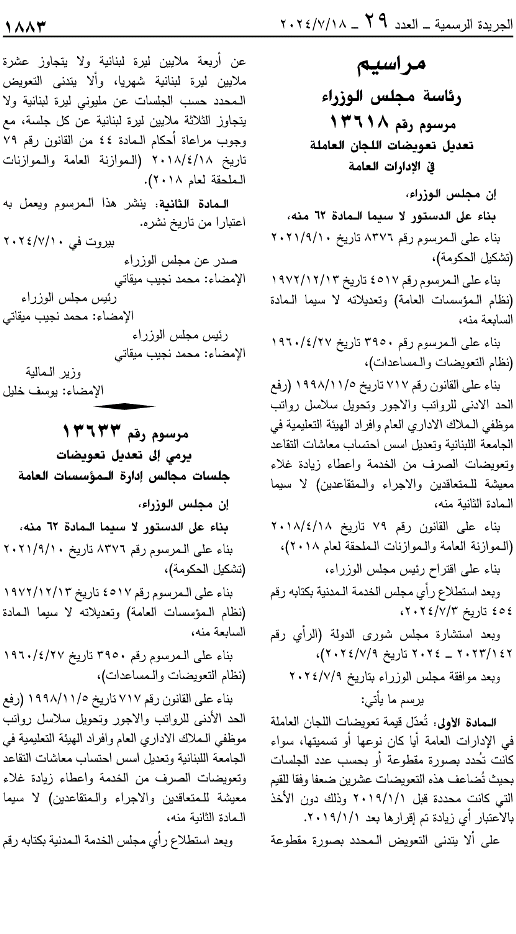 الجريدة الرسمية ــ العدد ٢٩ ــ ٢٠٢٤/٧/١٨
١٨٨٣
مراسيم
رئاسة مجلس الوزراء
مرسوم رقم ١٣٦١٨
تعديل تعويضات اللجان العاملة
في الإدارات العامة
إن مجلس الوزراء،
بناء على الدستور لا سيما المادة ٦٢ منه،
بناء على المرسوم رقم ٨٣٧٦ تاريخ ٢٠٢١/٩/١٠
(تشكيل الحكومة)،
بناء على المرسوم رقم ٤٥١٧ تاريخ ١٩٧٢/١٢/١٣
(نظام المؤسسات العامة) وتعديلاته لا سيما المادة
السابعة منه،
بناء على المرسوم رقم ٣٩٥٠ تاريخ ١٩٦٠/٤/٢٧
(نظام التعويضات والمساعدات)،
بناء على القانون رقم ٧١٧ تاريخ ١٩٩٨/١١/٥ (رفع
الحد الادنى للرواتب والاجور وتحويل سلاسل رواتب
موظفي الملاك الاداري العام وافراد الهيئة التعليمية في
الجامعة اللبنانية وتعديل اسس احتساب معاشات التقاعد
وتعويضات الصرف من الخدمة واعطاء زيادة غلاء
معيشة للمتعاقدين والاجراء والمتقاعدين) لا سيما
المادة الثانية منه،
بناء على القانون رقم ٧٩ تاريخ ٢٠١٨/٤/١٨
(الموازنة العامة والموازنات الملحقة لعام ٢٠١٨)،
بناء على اقتراح رئيس مجلس الوزراء،
وبعد استطلاع رأي مجلس الخدمة المدنية بكتابه رقم
٤٥٤ تاريخ ٢٠٢٤/٧/٣،
وبعد استشارة مجلس شورى الدولة (الرأي رقم
٢٠٢٣/١٤٢ ــ ٢٠٢٤ تاريخ ٢٠٢٤/٧/٩)،
وبعد موافقة مجلس الوزراء بتاريخ ٢٠٢٤/٧/٩
يرسم ما يأتي:
المادة الأولى: تُعدّل قيمة تعويضات اللجان العاملة
في الإدارات العامة أيا كان نوعها أو تسميتها، سواء
كانت تُحدد بصورة مقطوعة أو بحسب عدد الجلسات
بحيث تُضاعف هذه التعويضات عشرين ضعفا وفقا للقيم
التي كانت محددة قبل ٢٠١٩/١/١ وذلك دون الأخذ
بالاعتبار أي زيادة تم إقرارها بعد ٢٠١٩/١/١.
على ألا يتدنى التعويض المحدد بصورة مقطوعة
عن أربعة ملايين ليرة لبنانية ولا يتجاوز عشرة
ملايين ليرة لبنانية شهريا، وألا يتدنى التعويض
المحدد حسب الجلسات عن مليوني ليرة لبنانية ولا
يتجاوز الثلاثة ملايين ليرة لبنانية عن كل جلسة، مع
وجوب مراعاة أحكام المادة ٤٤ من القانون رقم ٧٩
تاريخ ٢٠١٨/٤/١٨ (الموازنة العامة والموازنات
الملحقة لعام ٢٠١٨).
المادة الثانية: ينشر هذا المرسوم ويعمل به
اعتبارا من تاريخ نشره.
بيروت في ٢٠٢٤/٧/١٠
صدر عن مجلس الوزراء
الإمضاء: محمد نجيب ميقاتي
رئيس مجلس الوزراء
الإمضاء: محمد نجيب ميقاتي
رئيس مجلس الوزراء
الإمضاء: محمد نجيب ميقاتي
وزير المالية
الإمضاء: يوسف خليل
مرسوم رقم ١٣٦٣٣
يرمي إلى تعديل تعويضات
جلسات مجالس إدارة المؤسسات العامة
إن مجلس الوزراء،
بناء على الدستور لا سيما المادة ٦٢ منه،
بناء على المرسوم رقم ٨٣٧٦ تاريخ ٢٠٢١/٩/١٠
(تشكيل الحكومة)،
بناء على المرسوم رقم ٤٥١٧ تاريخ ١٩٧٢/١٢/١٣
(نظام المؤسسات العامة) وتعديلاته لا سيما المادة
السابعة منه،
بناء على المرسوم رقم ٣٩٥٠ تاريخ ١٩٦٠/٤/٢٧
(نظام التعويضات والمساعدات)،
بناء على القانون رقم ٧١٧ تاريخ ١٩٩٨/١١/٥ (رفع
الحد الأدنى للرواتب والاجور وتحويل سلاسل رواتب
موظفي الملاك الاداري العام وافراد الهيئة التعليمية في
الجامعة اللبنانية وتعديل اسس احتساب معاشات التقاعد
وتعويضات الصرف من الخدمة واعطاء زيادة غلاء
معيشة للمتعاقدين والاجراء والمتقاعدين) لا سيما
المادة الثانية منه،
وبعد استطلاع رأي مجلس الخدمة المدنية بكتابه رقم